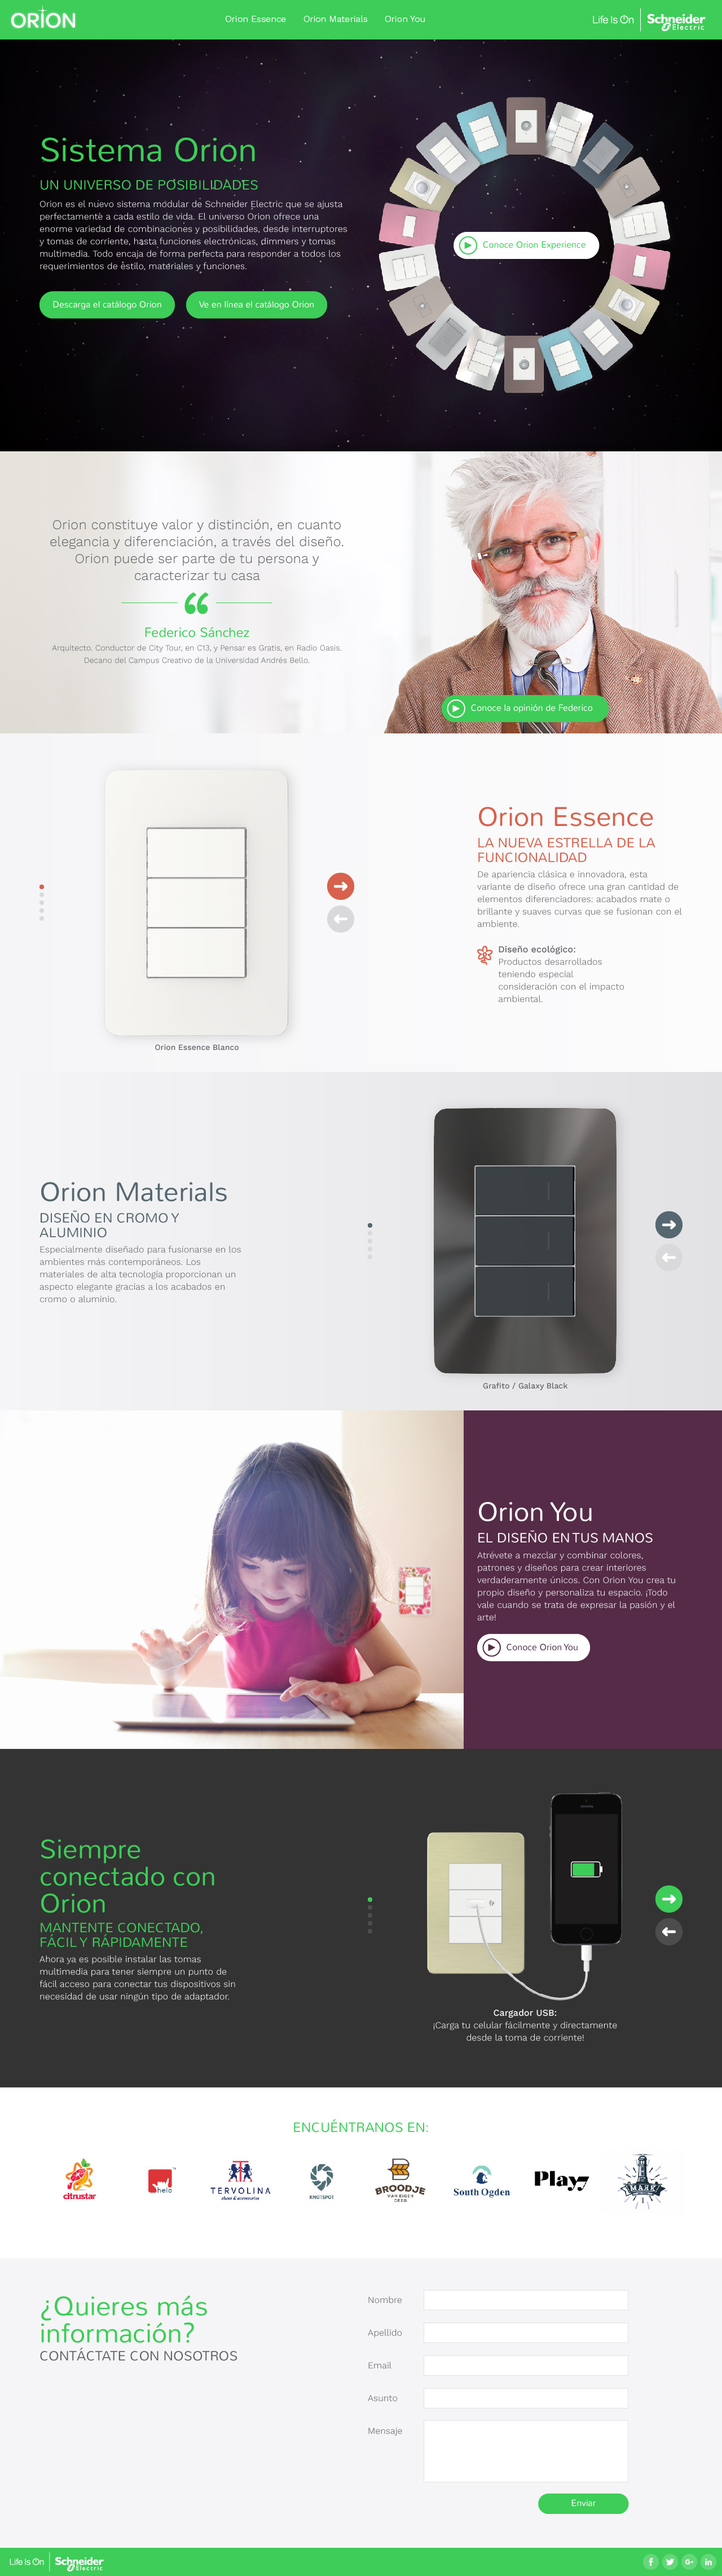 ORION
Orion Essence Orion Materials Orion You
Life Is On Schneider Electric
Sistema Orion
UN UNIVERSO DE POSIBILIDADES
Orion es el nuevo sistema modular de Schneider Electric que se ajusta
perfectamente a cada estilo de vida. El universo Orion ofrece una
enorme variedad de combinaciones y posibilidades, desde interruptores
y tomas de corriente, hasta funciones electrónicas, dimmers y tomas
multimedia. Todo encaja de forma perfecta para responder a todos los
requerimientos de estilo, matériales y funciones.
Descarga el catálogo Orion
Ve en línea el catálogo Orion
Conoce Orion Experience
Orion constituye valor y distinción, en cuanto
elegancia y diferenciación, a través del diseño.
Orion puede ser parte de tu persona y
caracterizar tu casa
Federico Sánchez
Arquitecto. Conductor de City Tour, en C13, y Pensar es Gratis, en Radio Oasis.
Decano del Campus Creativo de la Universidad Andrés Bello.
Conoce la opinión de Federico
Orion Essence
LA NUEVA ESTRELLA DE LA
FUNCIONALIDAD
De apariencia clásica e innovadora, esta
variante de diseño ofrece una gran cantidad de
elementos diferenciadores: acabados mate o
brillante y suaves curvas que se fusionan con el
ambiente.
Diseño ecológico:
Productos desarrollados
teniendo especial
consideración con el impacto
ambiental.
Orion Essence Blanco
Orion Materials
DISEÑO EN CROMO Y
ALUMINIO
Especialmente diseñado para fusionarse en los
ambientes más contemporáneos. Los
materiales de alta tecnología proporcionan un
aspecto elegante gracias a los acabados en
cromo o aluminio.
Grafito / Galaxy Black
Orion You
EL DISEÑO EN TUS MANOS
Atrévete a mezclar y combinar colores,
patrones y diseños para crear interiores
verdaderamente únicos. Con Orion You crea tu
propio diseño y personaliza tu espacio. ¡Todo
vale cuando se trata de expresar la pasión y el
arte!
Conoce Orion You
Siempre
conectado con
Orion
MANTENTE CONECTADO,
FÁCIL Y RÁPIDAMENTE
Ahora ya es posible instalar las tomas
multimedia para tener siempre un punto de
fácil acceso para conectar tus dispositivos sin
necesidad de usar ningún tipo de adaptador.
Cargador USB:
¡Carga tu celular fácilmente y directamente
desde la toma de corriente!
ENCUÉNTRANOS EN:
citrustar
helo
TERVOLINA
shoes & accessories
KNOTSPOT
BROODJE
South Ogden
Play
MARK
¿Quieres más
información?
CONTÁCTATE CON NOSOTROS
Nombre
Apellido
Email
Asunto
Mensaje
Enviar
Life Is On Schneider Electric